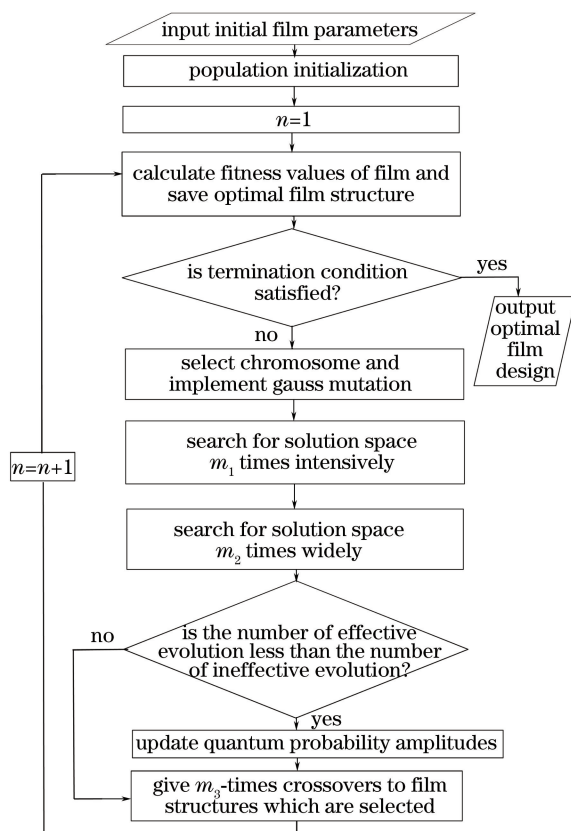 input initial film parameters
population initialization
n=1
calculate fitness values of film and
save optimal film structure
is termination condition
satisfied?
yes
output
optimal
film
design
no
select chromosome and
implement gauss mutation
search for solution space
m₁ times intensively
n=n+1
search for solution space
m₂ times widely
no
is the number of effective
evolution less than the number
of ineffective evolution?
yes
update quantum probability amplitudes
give m₃-times crossovers to film
structures which are selected